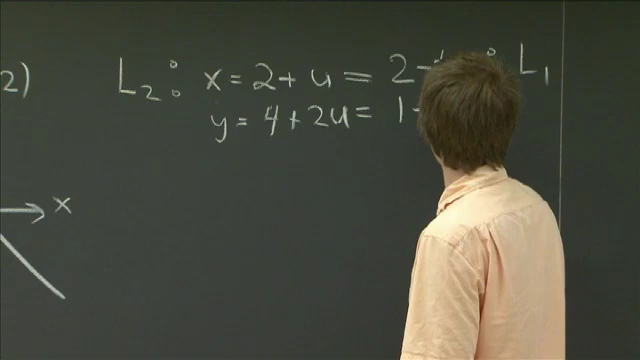 2)
L₂: x = 2 + u = 2 - : L₁
y = 4 + 2u = 1
x